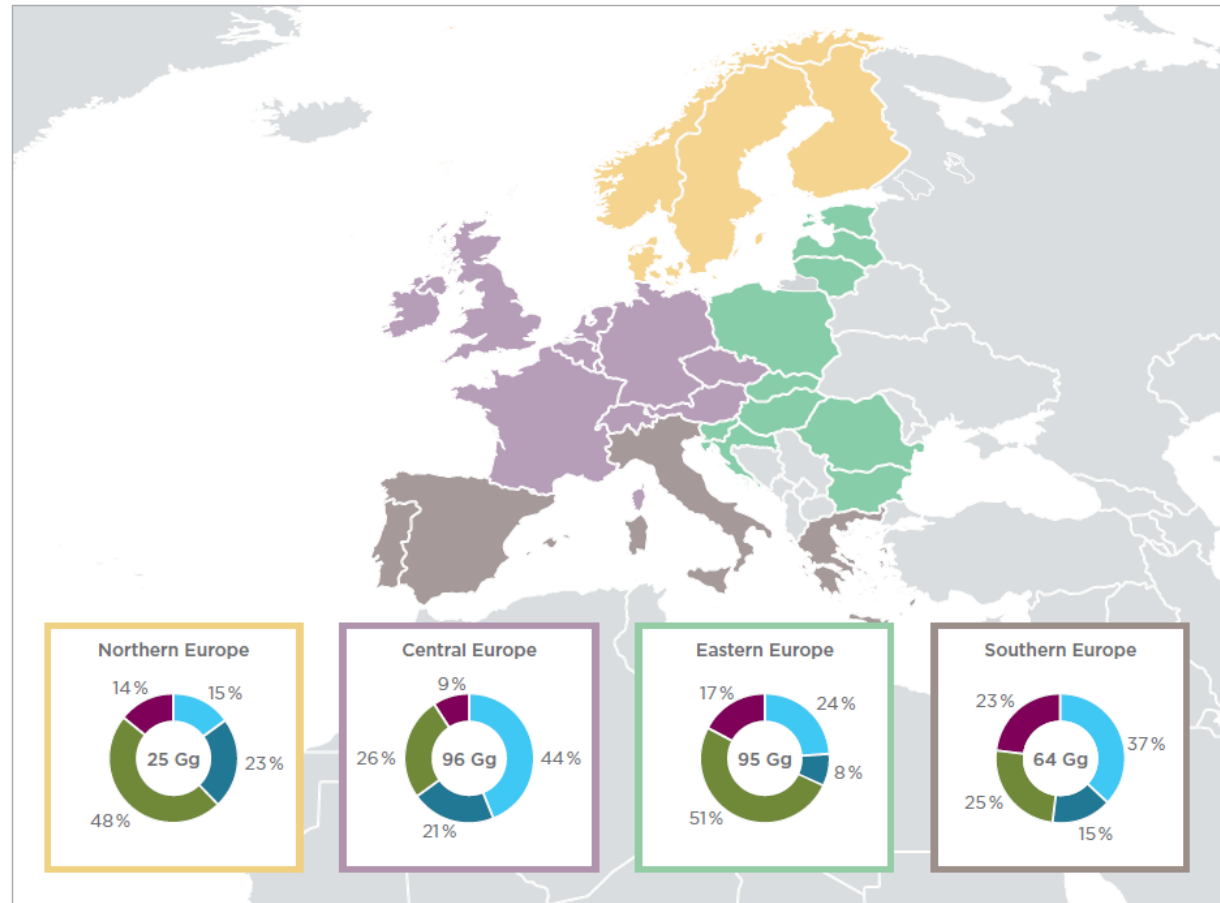 Northern Europe
14%
15%
25 Gg
23%
48%
Central Europe
9%
26%
96 Gg
44%
21%
Eastern Europe
17%
24%
95 Gg
8%
51%
Southern Europe
23%
37%
64 Gg
25%
15%